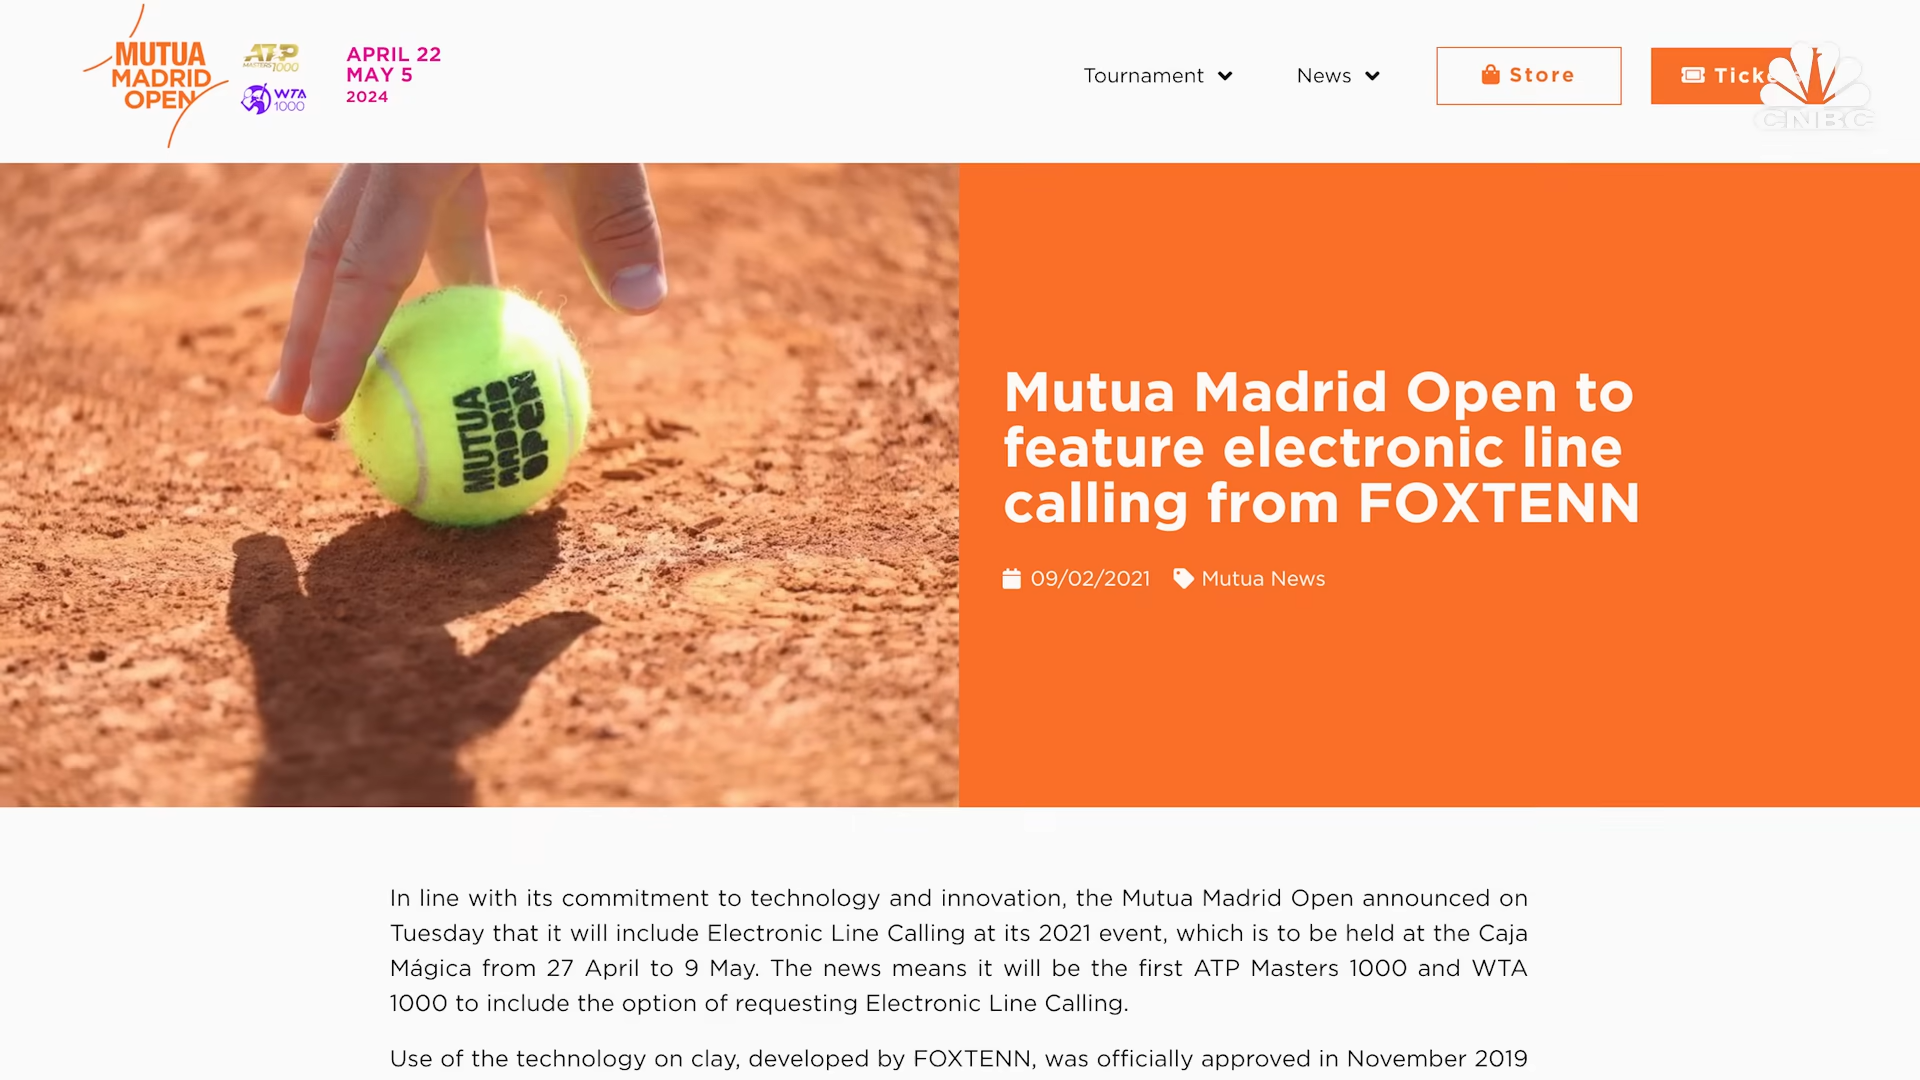 MUTUA
MADRID
OPEN
ATP
MASTERS 1000
WTA
1000
APRIL 22
MAY 5
2024
Tournament
News
Store
CNBC
MUTUA
MADRID
OPEN
Mutua Madrid Open to
feature electronic line
calling from FOXTENN
09/02/2021 Mutua News
In line with its commitment to technology and innovation, the Mutua Madrid Open announced on
Tuesday that it will include Electronic Line Calling at its 2021 event, which is to be held at the Caja
Mágica from 27 April to 9 May. The news means it will be the first ATP Masters 1000 and WTA
1000 to include the option of requesting Electronic Line Calling.
Use of the technology on clay, developed by FOXTENN, was officially approved in November 2019